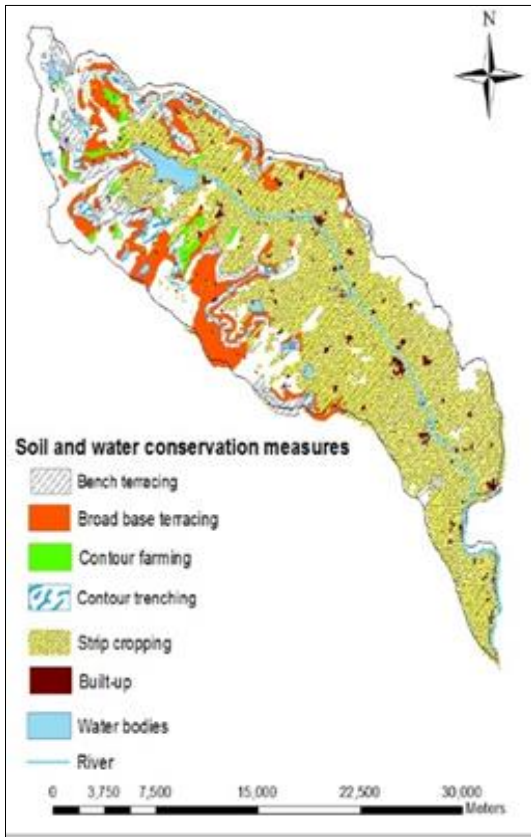 N
Soil and water conservation measures
Bench terracing
Broad base terracing
Contour farming
Contour trenching
Strip cropping
Built-up
Water bodies
River
0 3,750 7,500 15,000 22,500 30,000
Meters